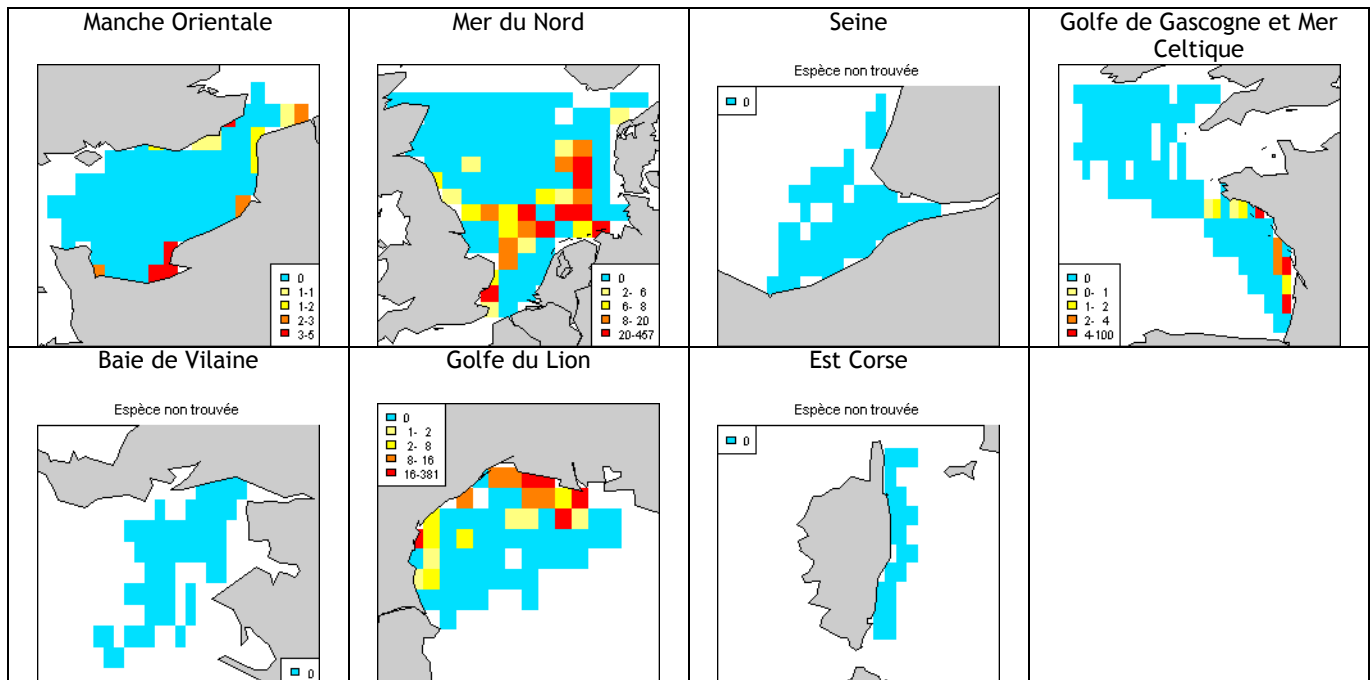 Manche Orientale
0
1-1
1-2
2-3
3-5
Mer du Nord
0
2- 6
6- 8
8- 20
20-457
Seine
Espèce non trouvée
0
Golfe de Gascogne et Mer
Celtique
0
0- 1
1- 2
2- 4
4-100
Baie de Vilaine
Espèce non trouvée
0
Golfe du Lion
0
1- 2
2- 8
8- 16
16-381
Est Corse
Espèce non trouvée
0